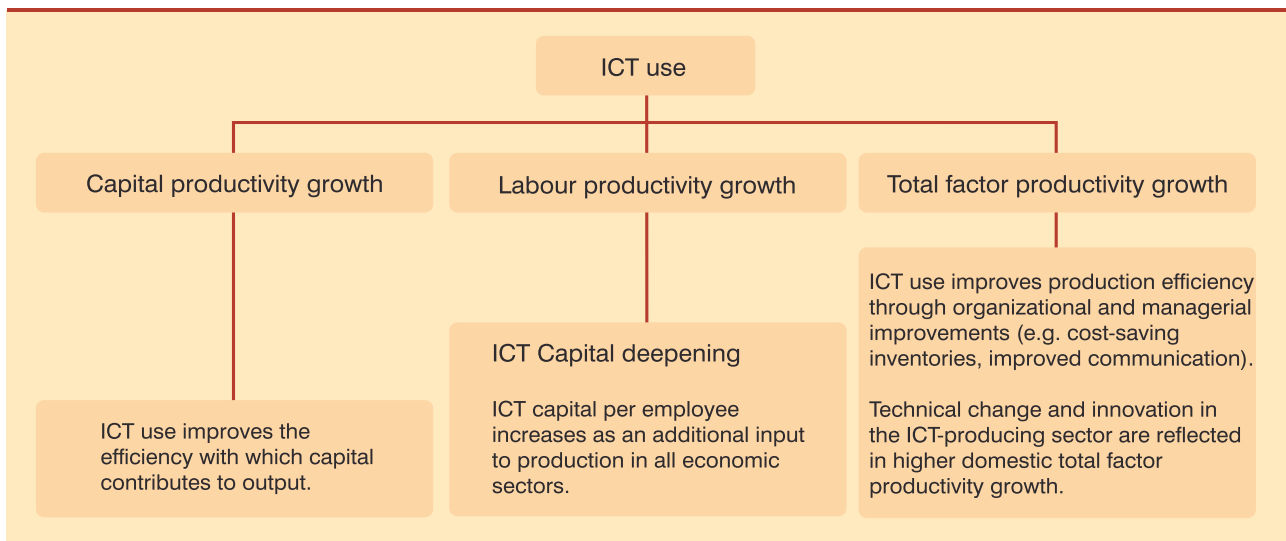 ICT use
Capital productivity growth
Labour productivity growth
Total factor productivity growth
ICT use improves the
efficiency with which capital
contributes to output.
ICT Capital deepening
ICT capital per employee
increases as an additional input
to production in all economic
sectors.
ICT use improves production efficiency
through organizational and managerial
improvements (e.g. cost-saving
inventories, improved communication).
Technical change and innovation in
the ICT-producing sector are reflected
in higher domestic total factor
productivity growth.